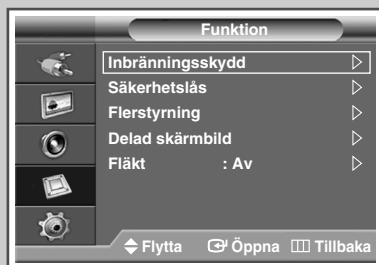 Funktion
Inbränningsskydd
Säkerhetslås
Flerstyrning
Delad skärmbild
Fläkt : Av
Flytta Öppna Tillbaka